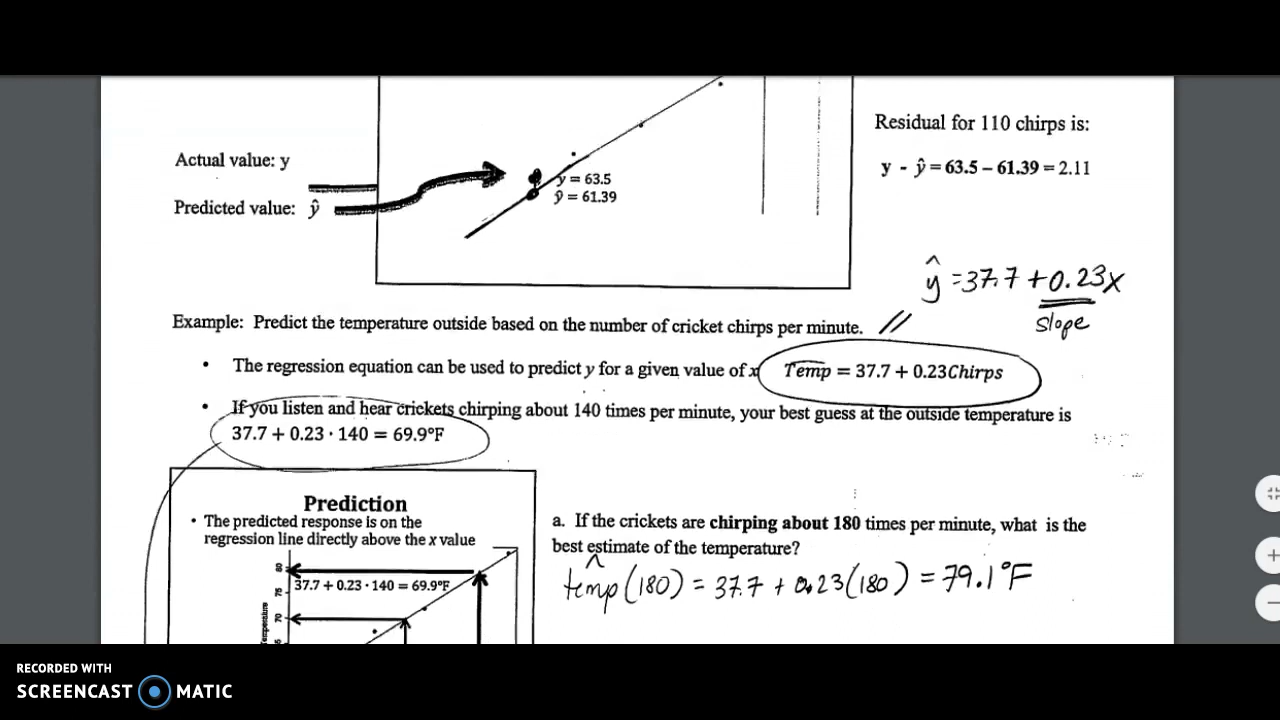 Residual for 110 chirps is:
Actual value: y
y - ŷ = 63.5 – 61.39 = 2.11
y = 63.5
ŷ = 61.39
Predicted value: ŷ
ŷ = 37.7 + 0.23x
slope
Example: Predict the temperature outside based on the number of cricket chirps per minute.
• The regression equation can be used to predict y for a given value of x T̂emp = 37.7 + 0.23Chirps
• If you listen and hear crickets chirping about 140 times per minute, your best guess at the outside temperature is
37.7 + 0.23 · 140 = 69.9°F
Prediction
• The predicted response is on the
regression line directly above the x value
37.7 + 0.23 · 140 = 69.9°F
80
75
70
a. If the crickets are chirping about 180 times per minute, what is the
best estimate of the temperature?
t̂emp (180) = 37.7 + 0.23(180) = 79.1°F
RECORDED WITH
SCREENCAST MATIC